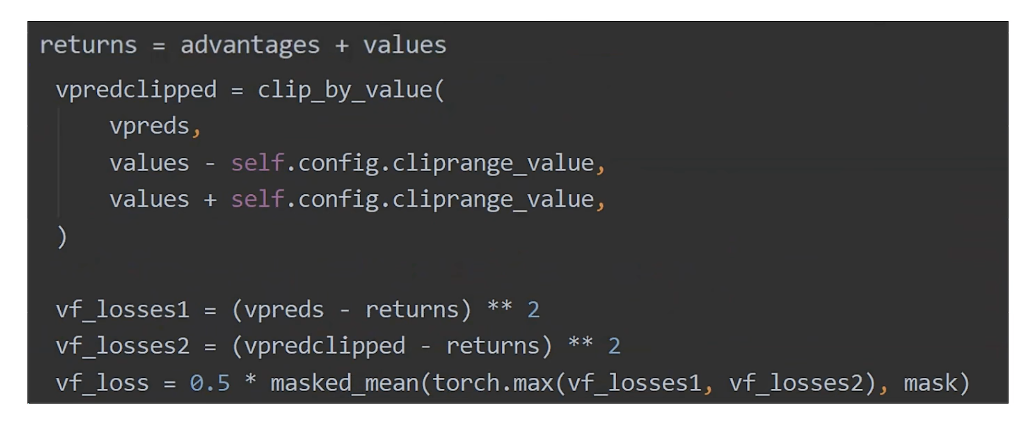 returns = advantages + values
vpredclipped = clip_by_value(
vpreds,
values - self.config.cliprange_value,
values + self.config.cliprange_value,
)
vf_losses1 = (vpreds - returns) ** 2
vf_losses2 = (vpredclipped - returns) ** 2
vf_loss = 0.5 * masked_mean(torch.max(vf_losses1, vf_losses2), mask)